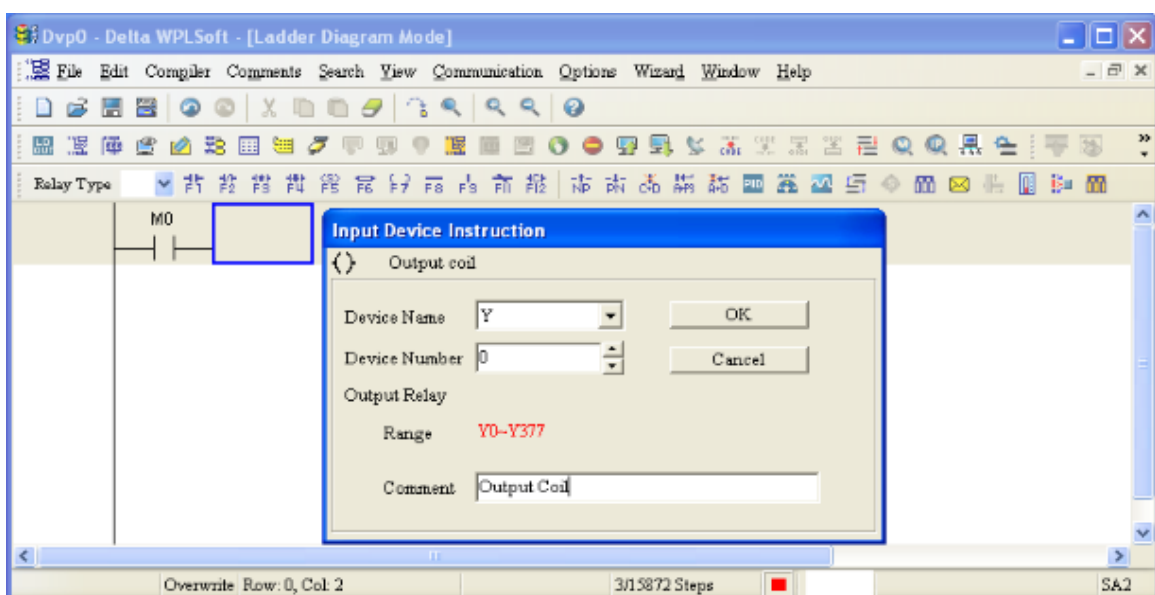 Dvp0 - Delta WPLSoft - [Ladder Diagram Mode]
File Edit Compiler Comments Search View Communication Options Wizard Window Help
Relay Type
M0
Input Device Instruction
Output coil
Device Name Y OK
Device Number 0 Cancel
Output Relay
Range Y0~Y377
Comment Output Coil
Overwrite Row: 0, Col: 2 3/15872 Steps SA2